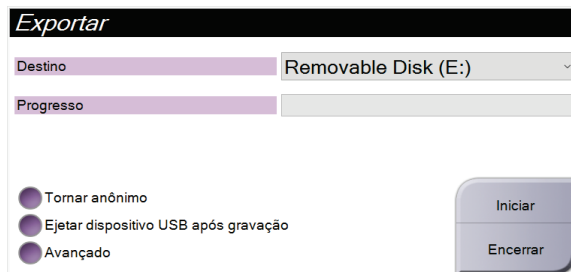 Exportar
Destino Removable Disk (E:)
Progresso
Tornar anônimo
Ejetar dispositivo USB após gravação
Avançado
Iniciar
Encerrar